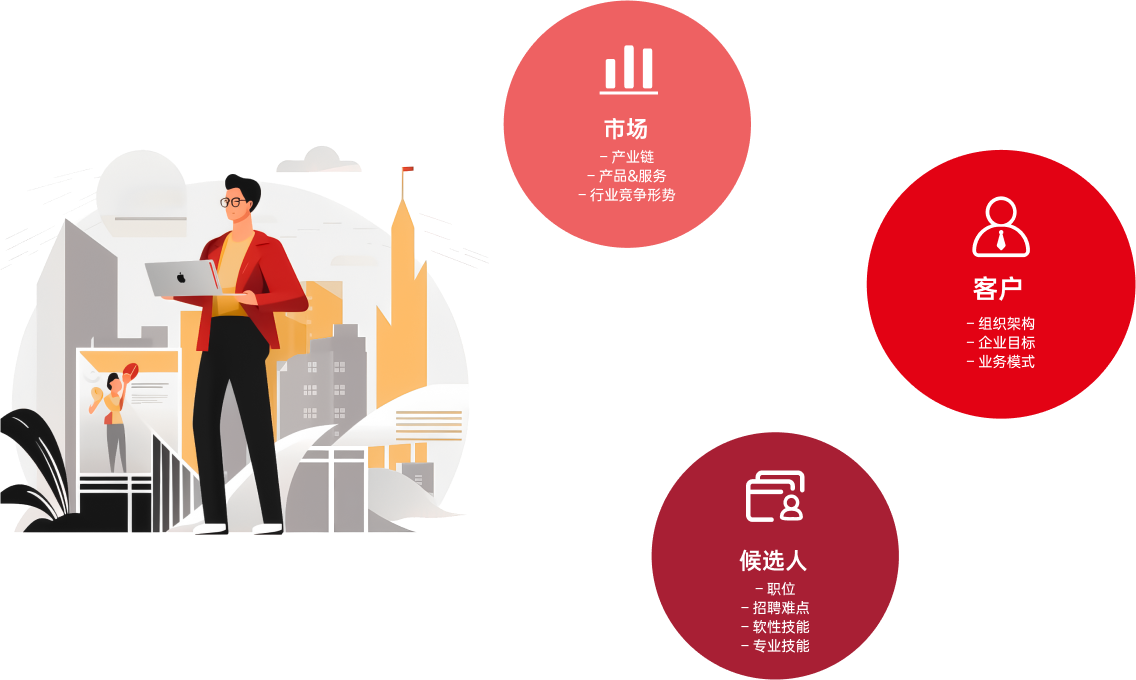 市场
– 产业链
– 产品&服务
– 行业竞争形势
客户
– 组织架构
– 企业目标
– 业务模式
候选人
– 职位
– 招聘难点
– 软性技能
– 专业技能